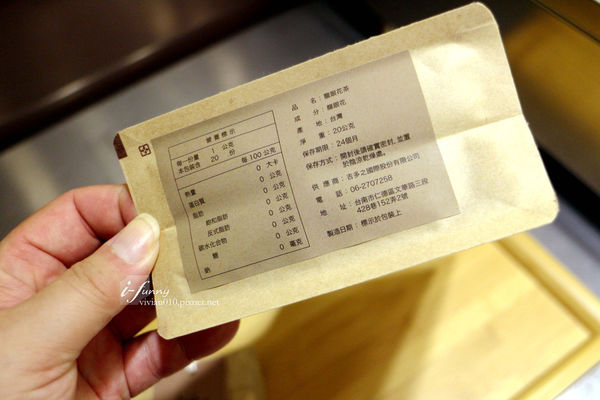 營養標示
每一份量 1 公克
本包裝含 20 份
每 100 公克
熱量 0 大卡
蛋白質 0 公克
脂肪 0 公克
飽和脂肪 0 公克
反式脂肪 0 公克
碳水化合物 0 公克
糖 0 公克
鈉 0 毫克
品名：龍眼花茶
成分：龍眼花
產地：台灣
淨重：20公克
保存期限：24個月
保存方式：開封後請確實密封, 並置
於陰涼乾燥處。
供應商：吉多之國際股份有限公司
電話：06-2707258
地址：台南市仁德區文華路三段
428巷152弄2號
製造日期：標示於包裝上
i-funny
vivian010.pixnet.net